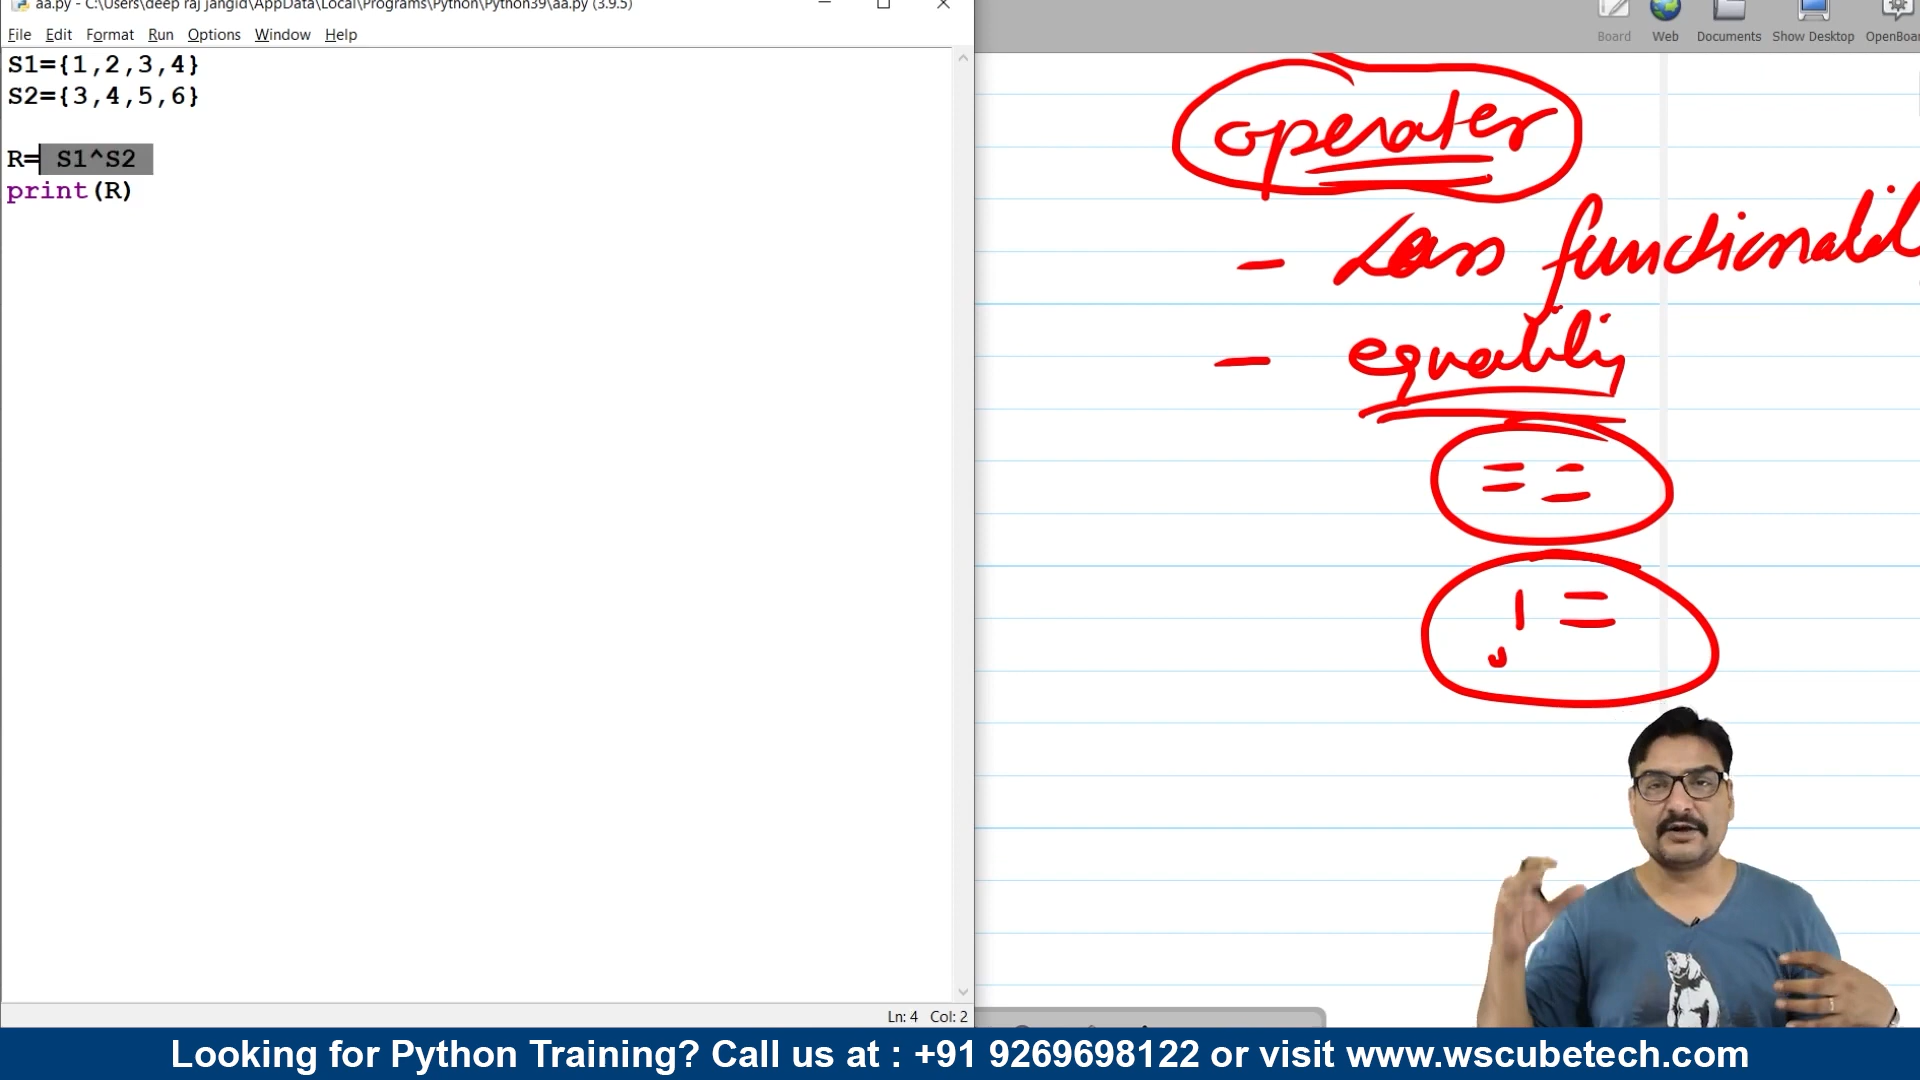 aa.py - C:\Users\deep raj jangid\AppData\Local\Programs\Python\Python39\aa.py (3.9.5)
File Edit Format Run Options Window Help
S1={1,2,3,4}
S2={3,4,5,6}
R= S1^S2
print(R)
Ln: 4 Col: 2
Board Web Documents Show Desktop OpenBoar
operater
- Less functionali
- equality
==
!=
Looking for Python Training? Call us at : +91 9269698122 or visit www.wscubetech.com